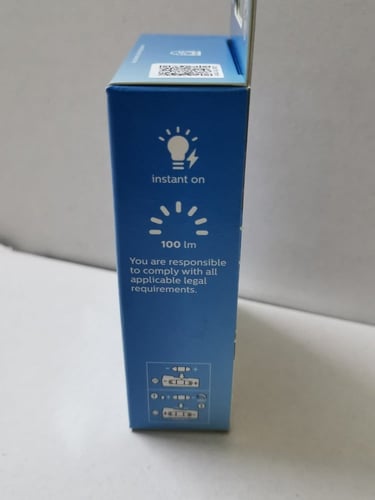 instant on
100 lm
You are responsible
to comply with all
applicable legal
requirements.